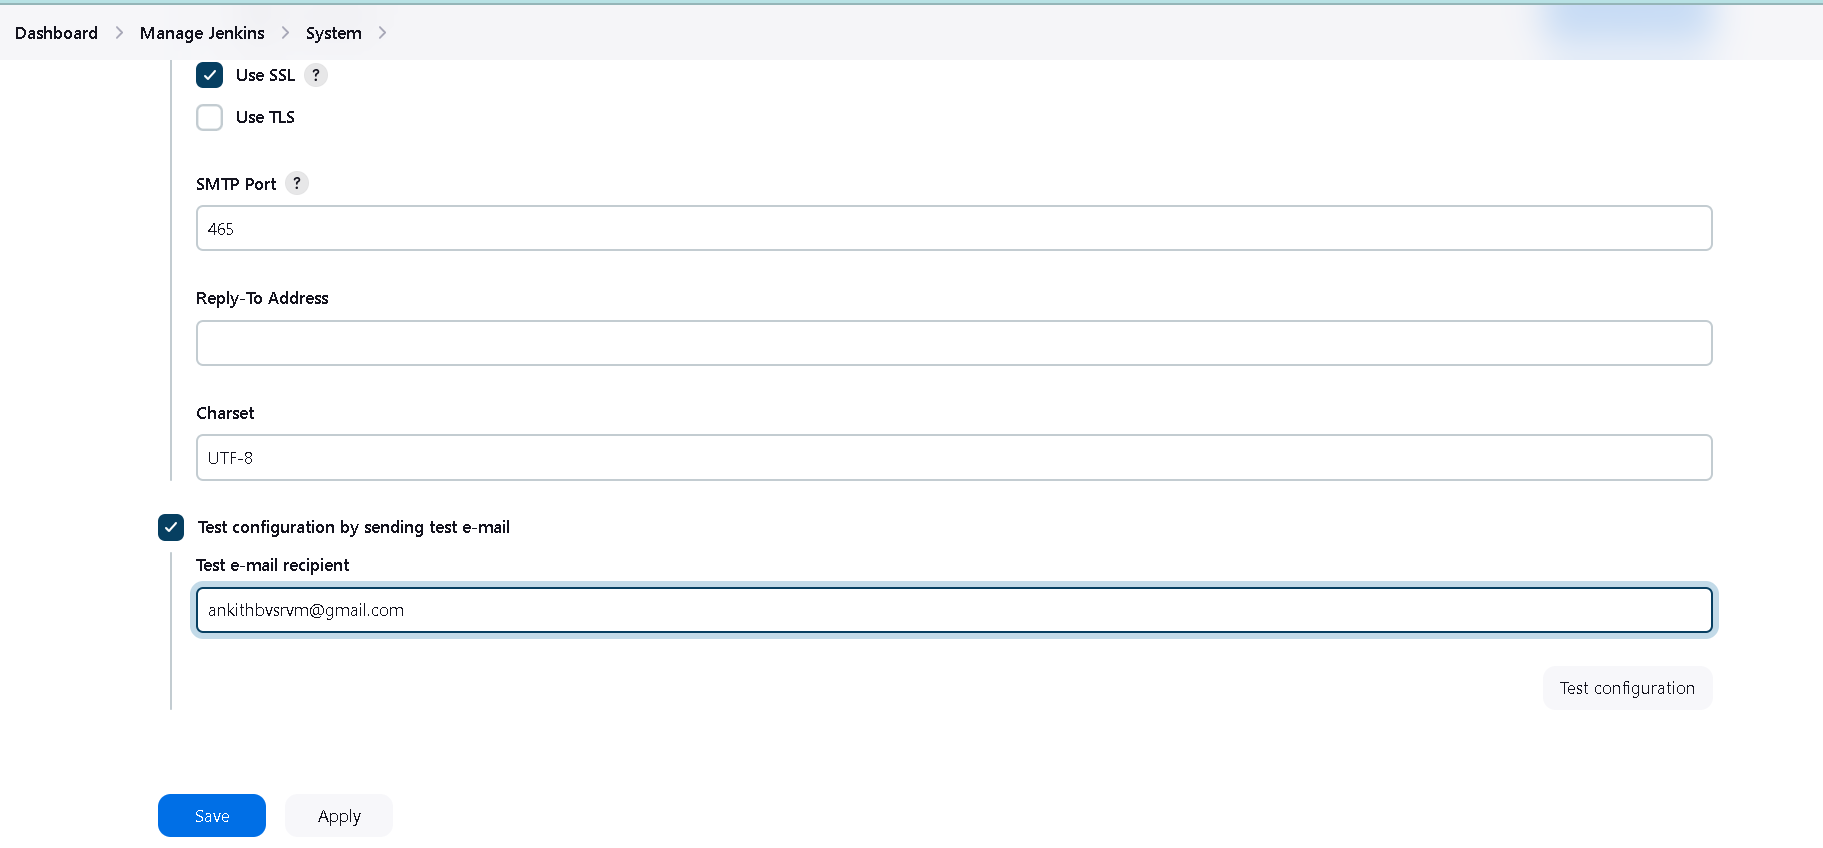 Dashboard > Manage Jenkins > System >
Use SSL ?
Use TLS
SMTP Port ?
465
Reply-To Address
Charset
UTF-8
Test configuration by sending test e-mail
Test e-mail recipient
ankithbvsrvm@gmail.com
Test configuration
Save Apply